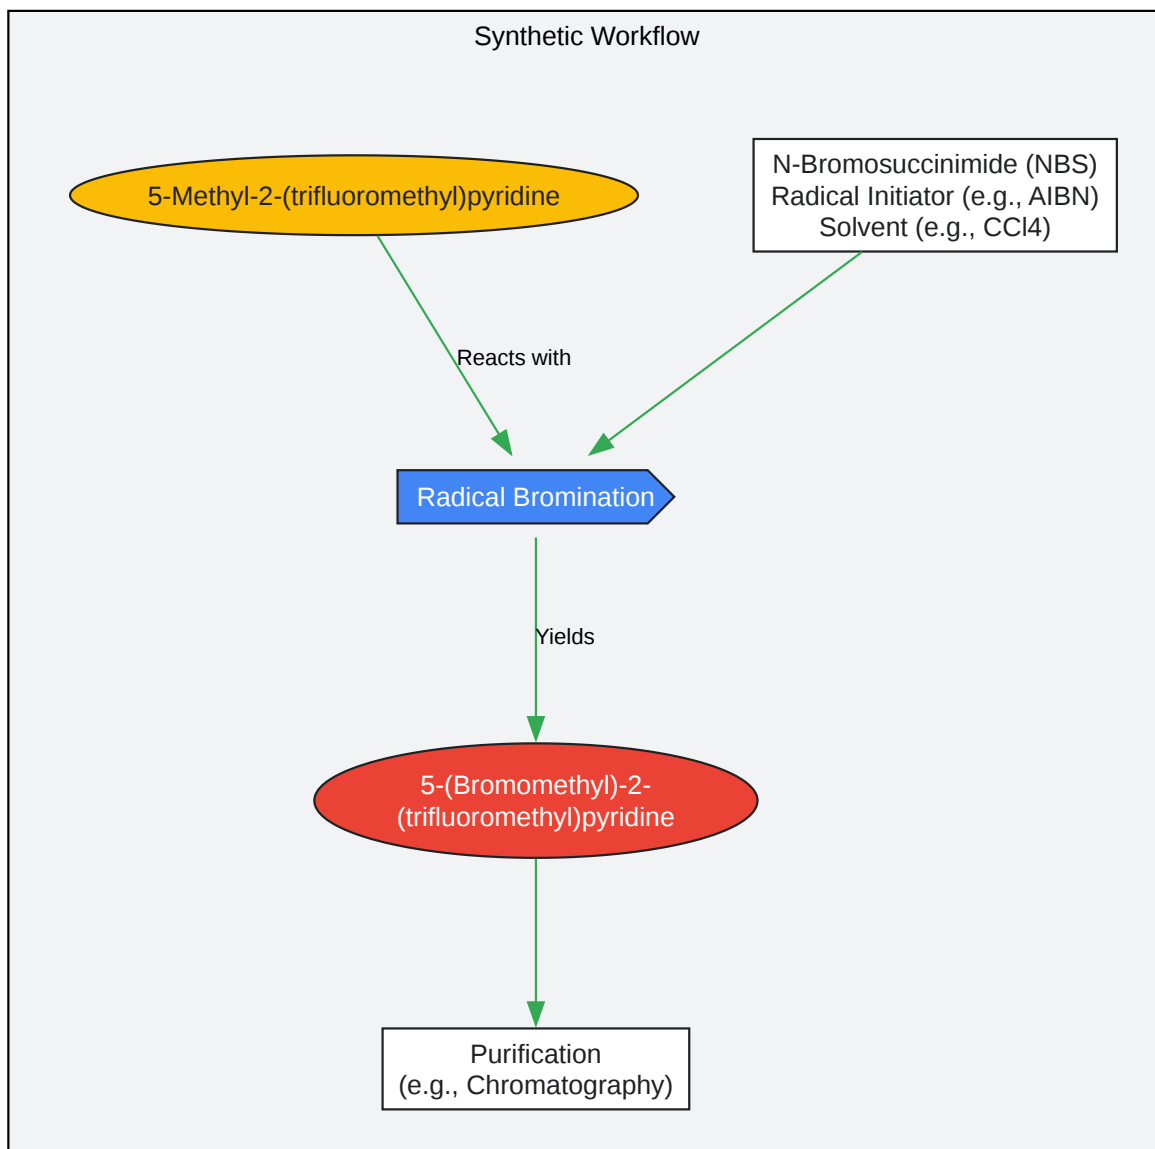 Synthetic Workflow
5-Methyl-2-(trifluoromethyl)pyridine
N-Bromosuccinimide (NBS)
Radical Initiator (e.g., AIBN)
Solvent (e.g., CCl4)
Reacts with
Radical Bromination
Yields
5-(Bromomethyl)-2-
(trifluoromethyl)pyridine
Purification
(e.g., Chromatography)